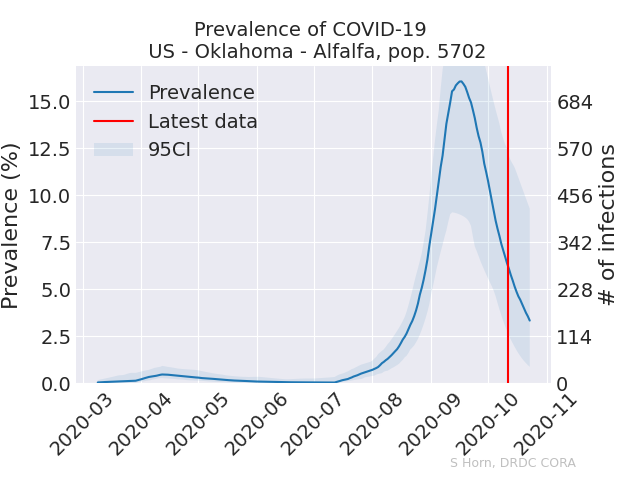 Prevalence of COVID-19
US - Oklahoma - Alfalfa, pop. 5702
Prevalence
Latest data
95CI
Prevalence (%)
15.0
12.5
10.0
7.5
5.0
2.5
0.0
684
570
456
342
228
114
0
# of infections
2020-03
2020-04
2020-05
2020-06
2020-07
2020-08
2020-09
2020-10
2020-11
S Horn, DRDC CORA